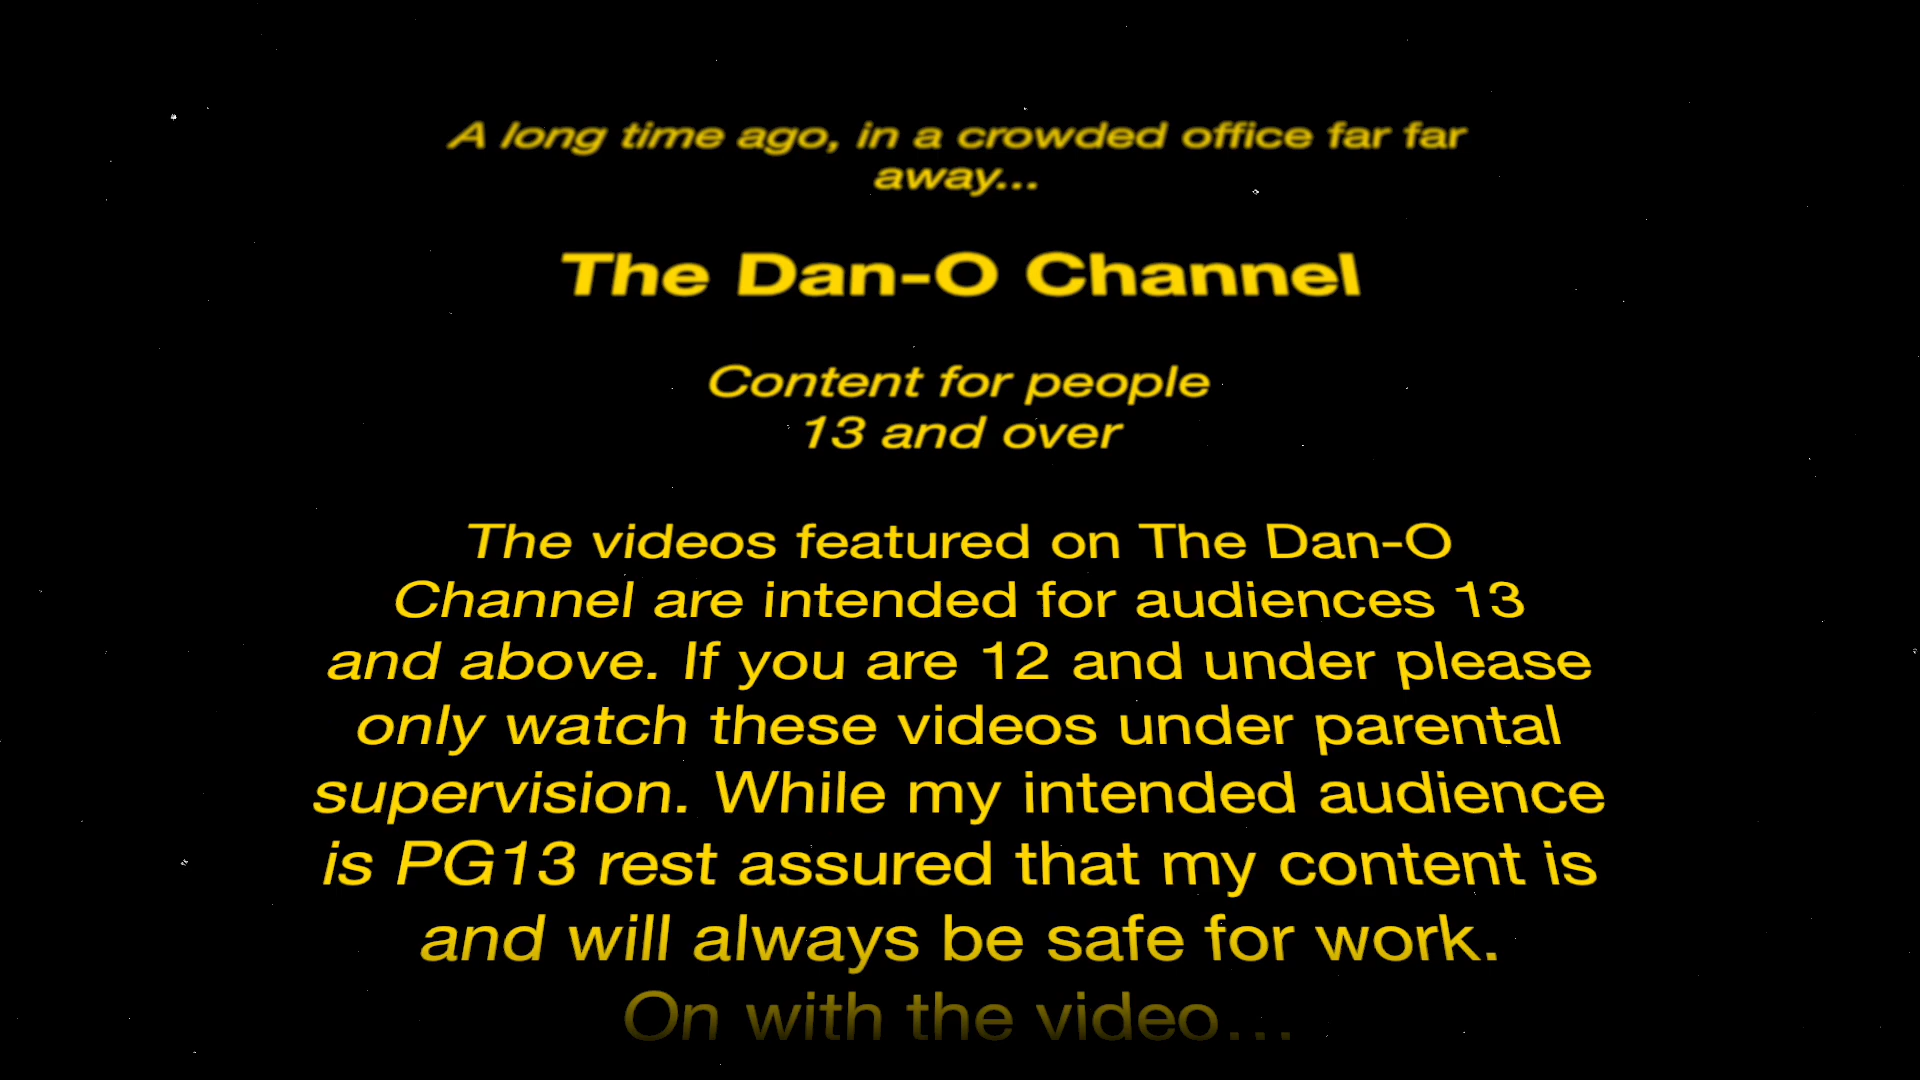 A long time ago, in a crowded office far far
away...
The Dan-O Channel
Content for people
13 and over
The videos featured on The Dan-O
Channel are intended for audiences 13
and above. If you are 12 and under please
only watch these videos under parental
supervision. While my intended audience
is PG13 rest assured that my content is
and will always be safe for work.
On with the video...